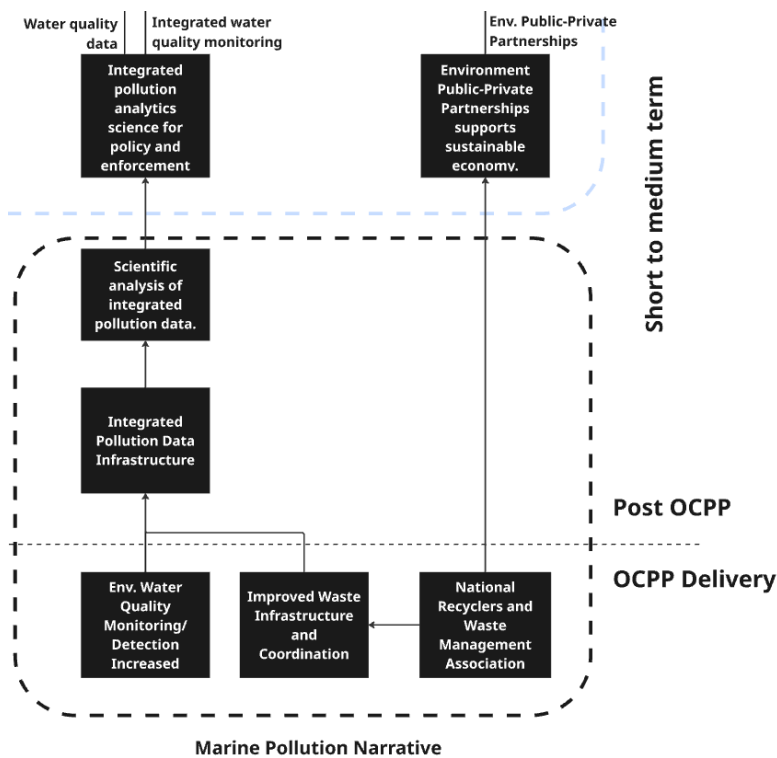 Water quality
data
Integrated water
quality monitoring
Env. Public-Private
Partnerships
Integrated
pollution
analytics
science for
policy and
enforcement
Environment
Public-Private
Partnerships
supports
sustainable
economy.
Short to medium term
Scientific
analysis of
integrated
pollution data.
Integrated
Pollution Data
Infrastructure
Post OCPP
OCPP Delivery
Env. Water
Quality
Monitoring/
Detection
Increased
Improved Waste
Infrastructure
and
Coordination
National
Recyclers and
Waste
Management
Association
Marine Pollution Narrative